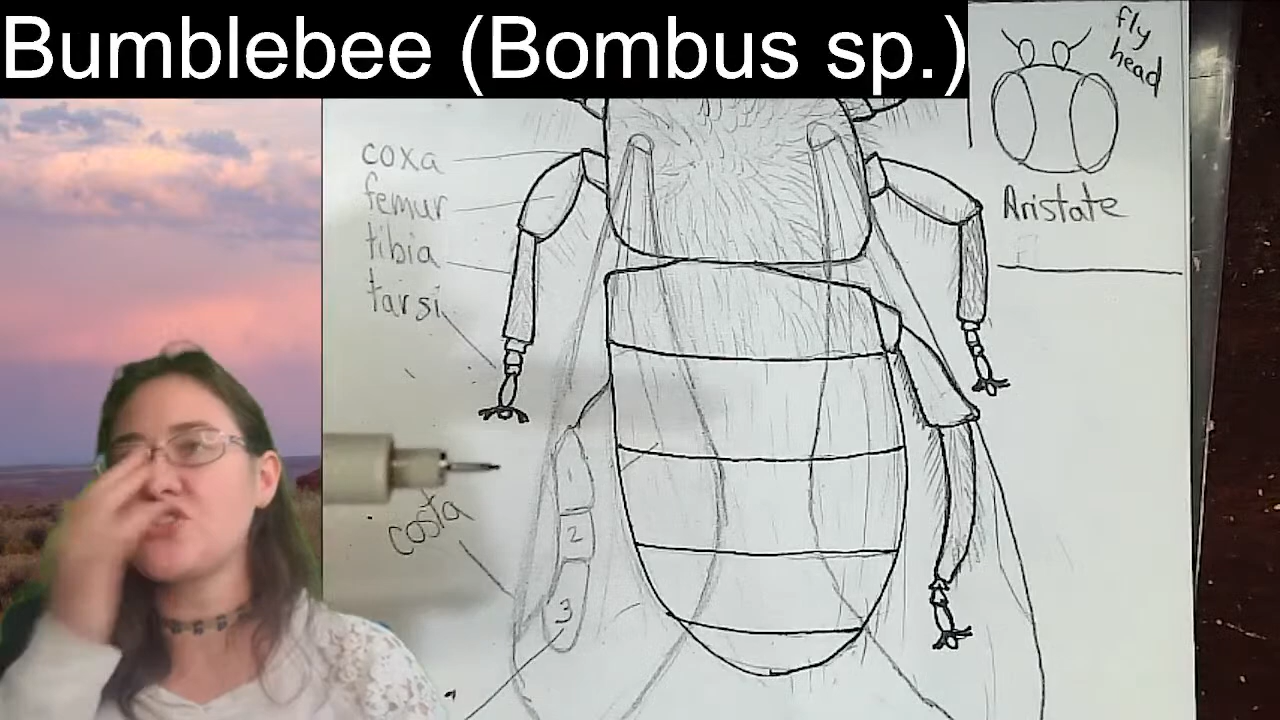 Bumblebee (Bombus sp.)
fly
head
Aristate
coxa
femur
tibia
tarsi
costa
1
2
3